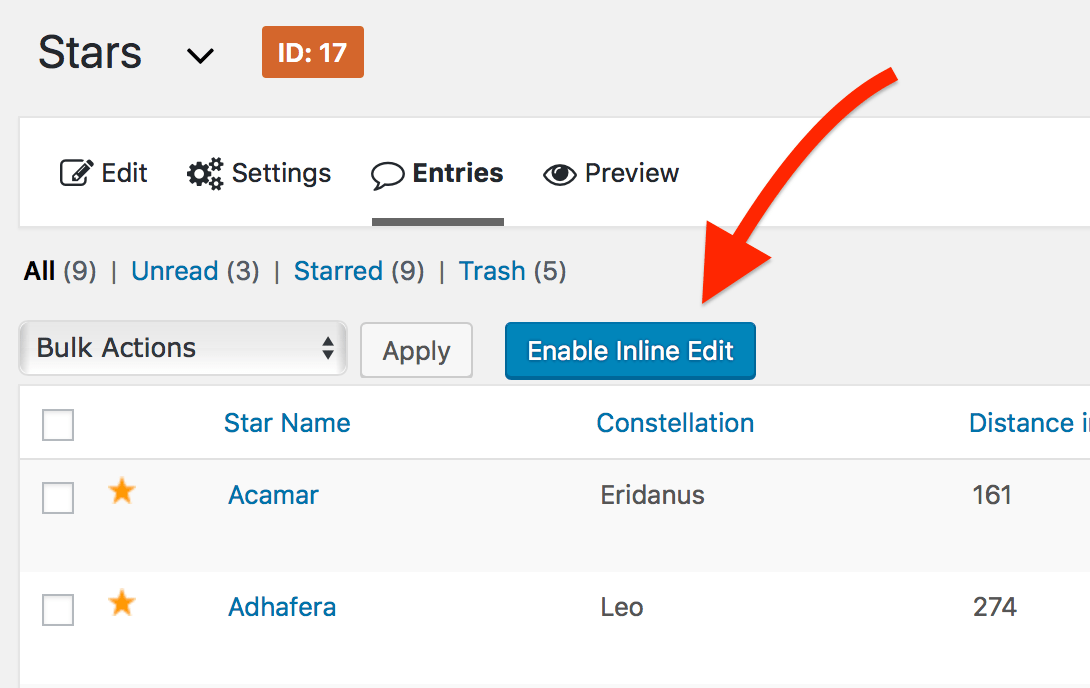 Stars ID: 17
Edit Settings Entries Preview
All (9) | Unread (3) | Starred (9) | Trash (5)
Bulk Actions Apply Enable Inline Edit
Star Name Constellation Distance i
Acamar Eridanus 161
Adhafera Leo 274